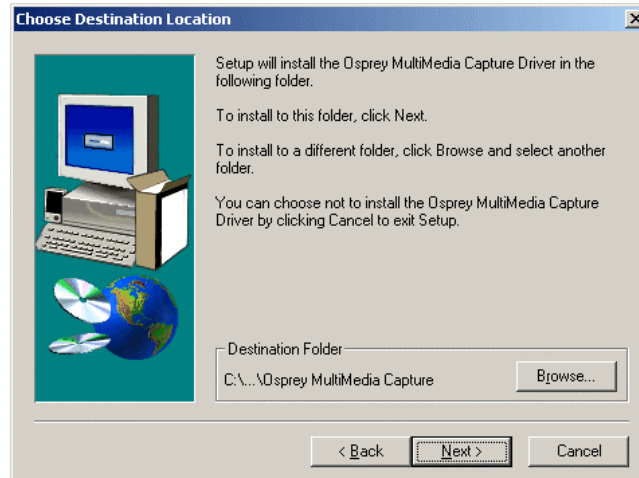 Choose Destination Location
Setup will install the Osprey MultiMedia Capture Driver in the
following folder.
To install to this folder, click Next.
To install to a different folder, click Browse and select another
folder.
You can choose not to install the Osprey MultiMedia Capture
Driver by clicking Cancel to exit Setup.
Destination Folder
C:\...\Osprey MultiMedia Capture
Browse...
< Back
Next >
Cancel